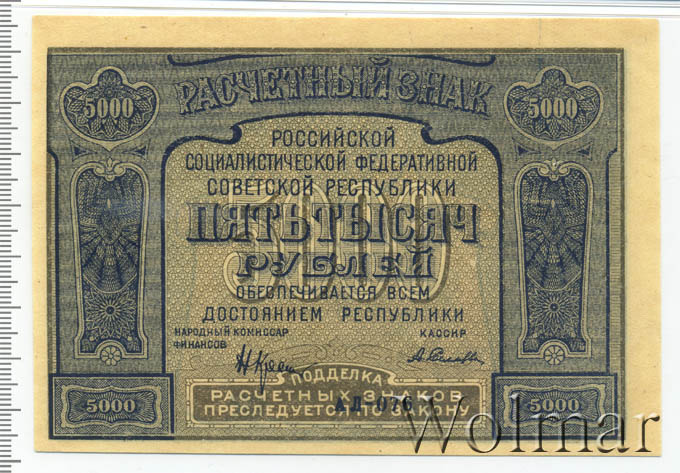 РАСЧЕТНЫЙ ЗНАК
5000 5000
РОССИЙСКОЙ
СОЦИАЛИСТИЧЕСКОЙ ФЕДЕРАТИВНОЙ
СОВЕТСКОЙ РЕСПУБЛИКИ
5000
ПЯТЬ ТЫСЯЧ
РУБЛЕЙ
ОБЕСПЕЧИВАЕТСЯ ВСЕМ
ДОСТОЯНИЕМ РЕСПУБЛИКИ
НАРОДНЫЙ КОМИССАР КАССИР
ФИНАНСОВ
ПОДДЕЛКА
РАСЧЕТНЫХ ЗНАКОВ
ПРЕСЛЕДУЕТСЯ ПО ЗАКОНУ
5000 5000
Wolmar